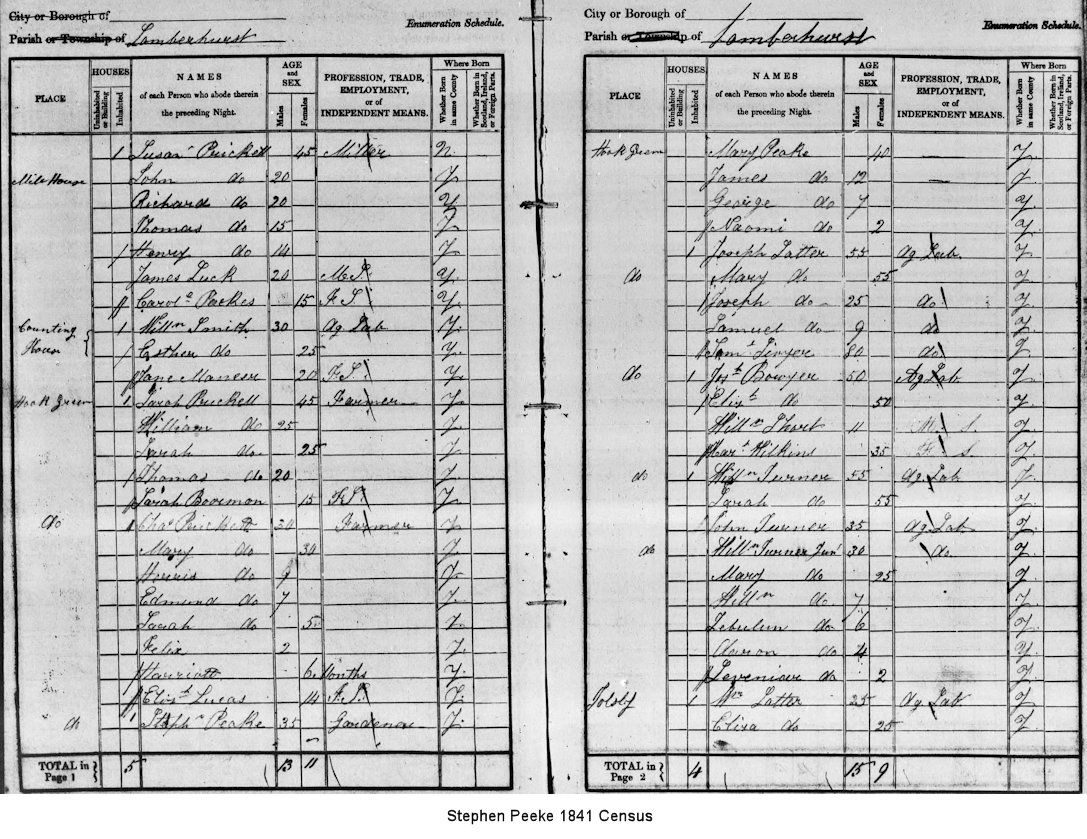 City or Borough of
Enumeration Schedule.
Parish or Township of Lamberhurst
PLACE
HOUSES
Uninhabited or Building
Inhabited
NAMES
of each Person who abode therein
the preceding Night.
AGE
and
SEX
Males
Females
PROFESSION, TRADE,
EMPLOYMENT,
or of
INDEPENDENT MEANS.
Where Born
Whether Born in same County
Whether Born in Scotland, Ireland, or Foreign Parts.
1 Susan Prickett 45 Miller N.
Mile House John do 20 Y
Richard do 20 Y
Thomas do 15 Y
Henry do 14 Y
James Luck 20 M.S. Y
15 F.S. Y
Counting House 1 Willm Smith 30 Ag Lab Y
Esther do 25 Y
Jane Maneser 20 F.S. Y
Hook Green 1 Sarah Prickett 45 Farmer Y
William do 25 Y
Sarah do 25 Y
Thomas do 20 Y
Sarah 15 F.S. Y
do 1 Chas Prickett 30 Farmer Y
Mary do 30 Y
Horris do 9 Y
Edmund do 7 Y
Sarah do 5 Y
Felix 2 Y
Harriott 6 Months Y
Elizth Lucas 14 F.S. Y
do 1 Stephn Peake 35 Gardener Y
TOTAL in Page 1 5 13 11
City or Borough of
Enumeration Schedule.
Parish or Township of Lamberhurst
PLACE
HOUSES
Uninhabited or Building
Inhabited
NAMES
of each Person who abode therein
the preceding Night.
AGE
and
SEX
Males
Females
PROFESSION, TRADE,
EMPLOYMENT,
or of
INDEPENDENT MEANS.
Where Born
Whether Born in same County
Whether Born in Scotland, Ireland, or Foreign Parts.
Hook Green Mary Peake 40 — Y
James do 12 — Y
George do 7 Y
Naomi do 2 Y
1 Joseph Latter 55 Ag Lab Y
do Mary do 55 Y
Joseph do 25 do Y
Samuel do 9 do Y
80 do Y
do 1 Bowyer 50 Ag Lab Y
Elizth do 50 Y
Willm Short 11 M. S. Y
Hart Wilkins 35 F. S. Y
do 1 Willm Turner 55 Ag Lab Y
Sarah do 55 Y
John Turner 35 Ag Lab Y
do Willm Turner Junr 30 do Y
Mary do 25 Y
Willm do 7 Y
Zebulun do 6 Y
Aaron do 4 Y
do 2 Y
1 Wm Latter 25 Ag Lab Y
Eliza do 25 Y
TOTAL in Page 2 4 15 9
Stephen Peeke 1841 Census